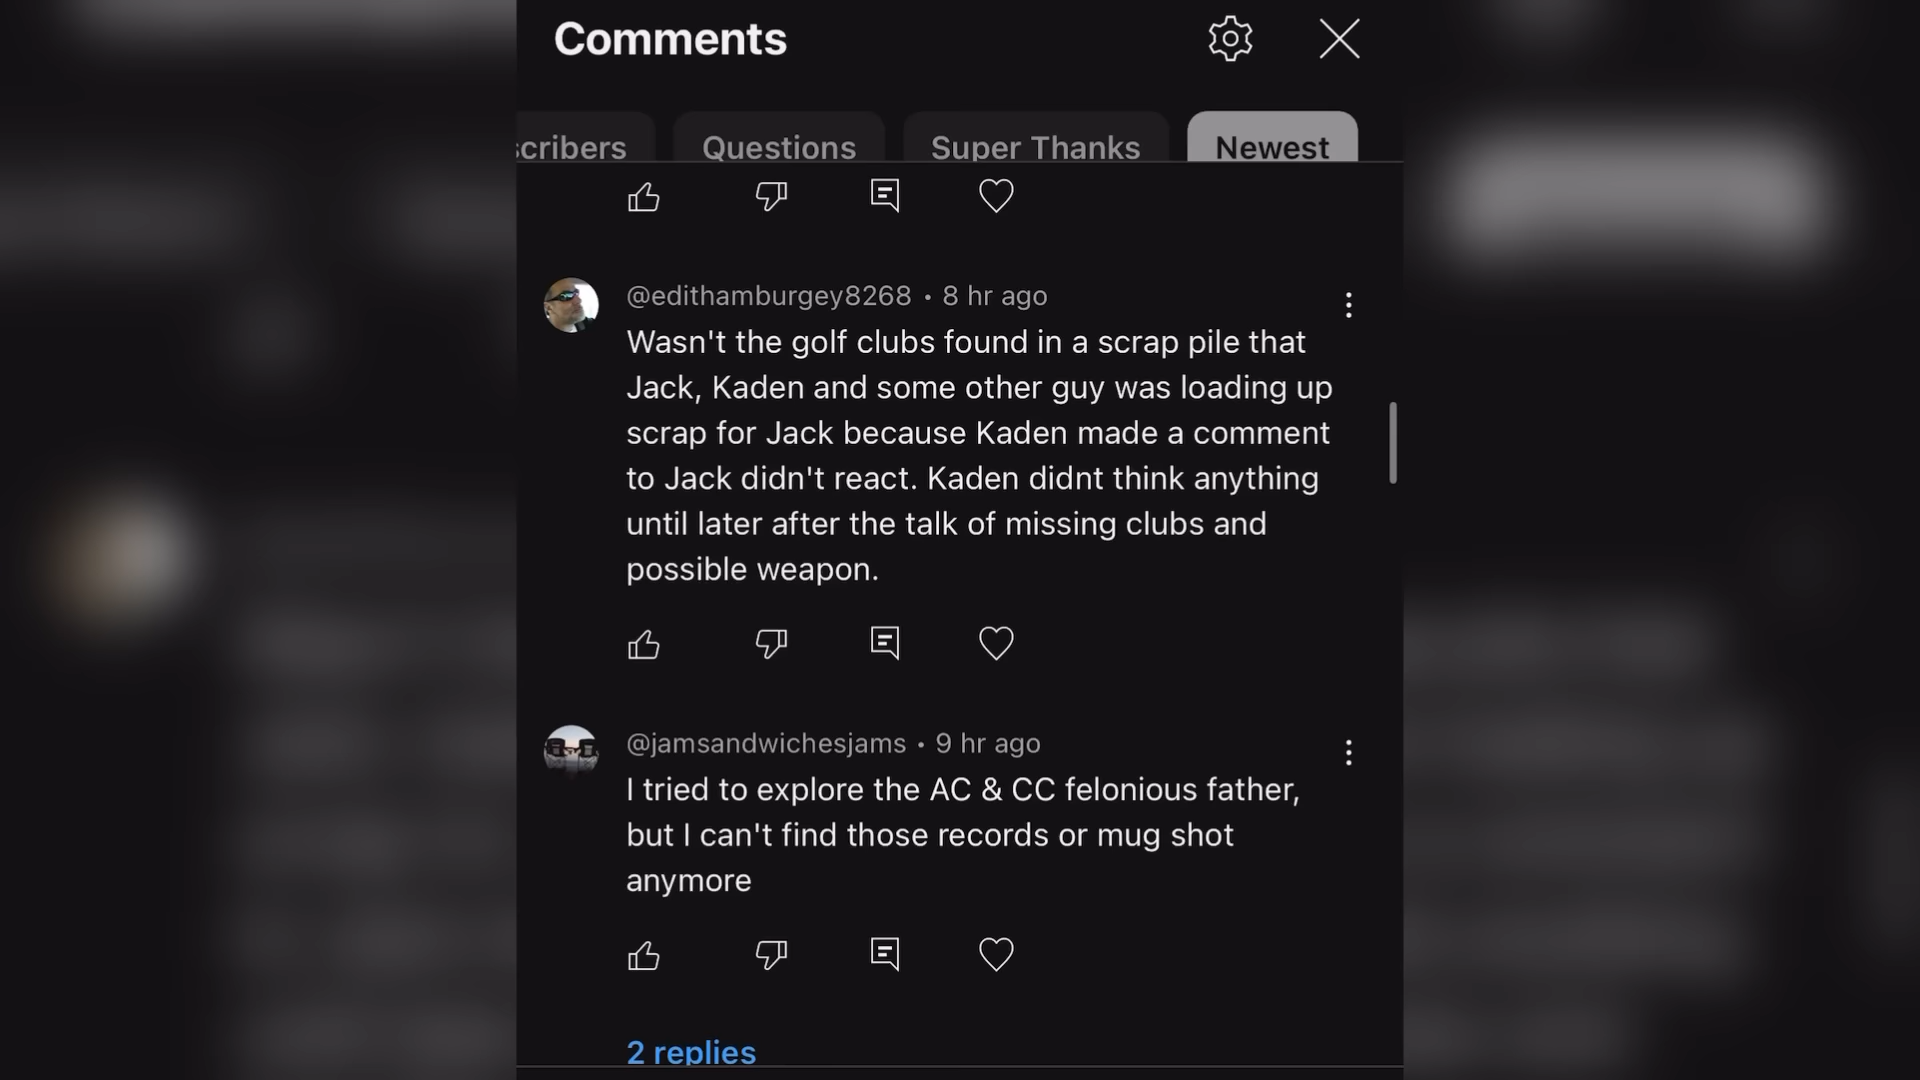 Comments
scribers Questions Super Thanks Newest
@edithamburgey8268 • 8 hr ago
Wasn't the golf clubs found in a scrap pile that
Jack, Kaden and some other guy was loading up
scrap for Jack because Kaden made a comment
to Jack didn't react. Kaden didnt think anything
until later after the talk of missing clubs and
possible weapon.
@jamsandwichesjams • 9 hr ago
I tried to explore the AC & CC felonious father,
but I can't find those records or mug shot
anymore
2 replies